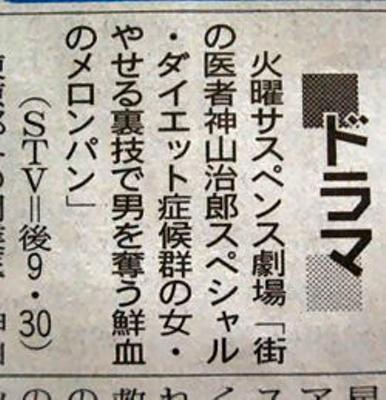 ドラマ
火曜サスペンス劇場「街
の医者神山治郎スペシャル
・ダイエット症候群の女・
やせる裏技で男を奪う鮮血
のメロンパン」
（STV＝後9・30）